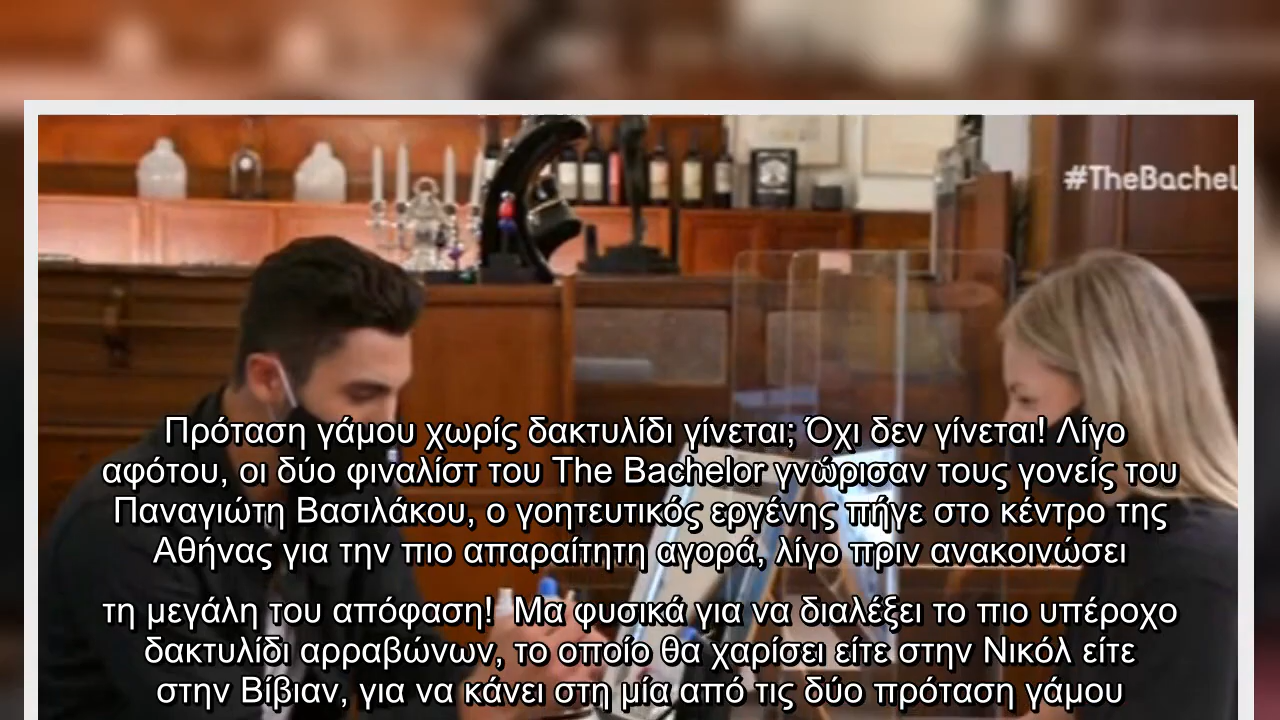 #TheBachel
Πρόταση γάμου χωρίς δακτυλίδι γίνεται; Όχι δεν γίνεται! Λίγο
αφότου, οι δύο φιναλίστ του The Bachelor γνώρισαν τους γονείς του
Παναγιώτη Βασιλάκου, ο γοητευτικός εργένης πήγε στο κέντρο της
Αθήνας για την πιο απαραίτητη αγορά, λίγο πριν ανακοινώσει
τη μεγάλη του απόφαση! Μα φυσικά για να διαλέξει το πιο υπέροχο
δακτυλίδι αρραβώνων, το οποίο θα χαρίσει είτε στην Νικόλ είτε
στην Βίβιαν, για να κάνει στη μία από τις δύο πρόταση γάμου